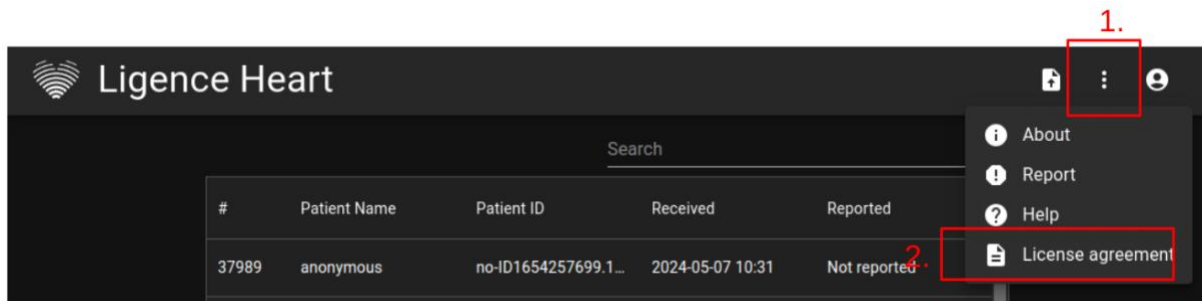 1.
Ligence Heart
About
Search
Report
# Patient Name Patient ID Received Reported
Help
2.
License agreement
37989 anonymous no-ID1654257699.1... 2024-05-07 10:31 Not reported